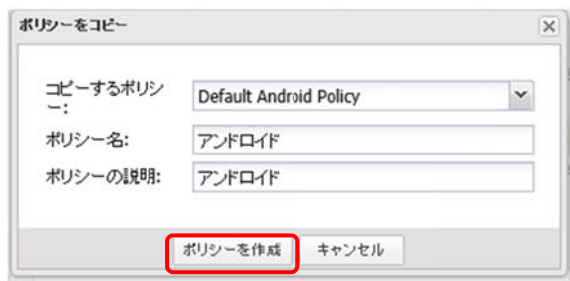 ポリシーをコピー
コピーするポリシ
ー:
Default Android Policy
ポリシー名:
アンドロイド
ポリシーの説明:
アンドロイド
ポリシーを作成
キャンセル